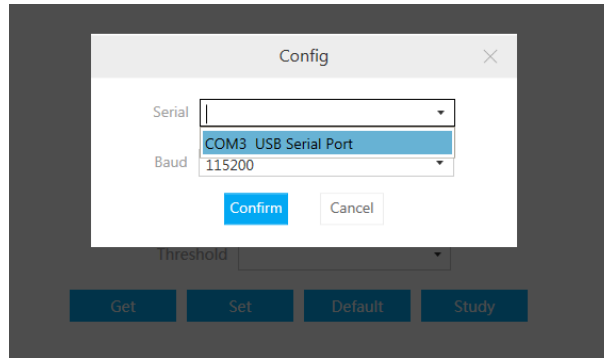 Config
Serial
COM3 USB Serial Port
Baud 115200
Confirm Cancel
Threshold
Get Set Default Study